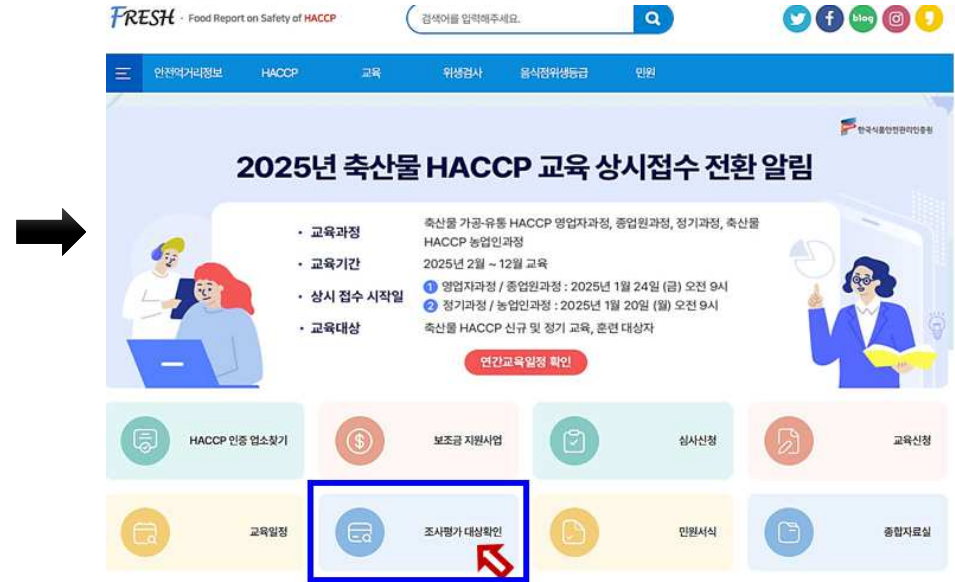 FRESH · Food Report on Safety of HACCP
검색어를 입력해주세요.
blog
안전먹거리정보 HACCP 교육 위생검사 음식점위생등급 민원
한국식품안전관리인증원
2025년 축산물 HACCP 교육 상시접수 전환 알림
· 교육과정 축산물 가공·유통 HACCP 영업자과정, 종업원과정, 정기과정, 축산물
HACCP 농업인과정
· 교육기간 2025년 2월 ~ 12월 교육
· 상시 접수 시작일 1 영업자과정 / 종업원과정 : 2025년 1월 24일 (금) 오전 9시
2 정기과정 / 농업인과정 : 2025년 1월 20일 (월) 오전 9시
· 교육대상 축산물 HACCP 신규 및 정기 교육, 훈련 대상자
연간교육일정 확인
HACCP 인증 업소찾기 보조금 지원사업 심사신청 교육신청
교육일정 조사평가 대상확인 민원서식 종합자료실